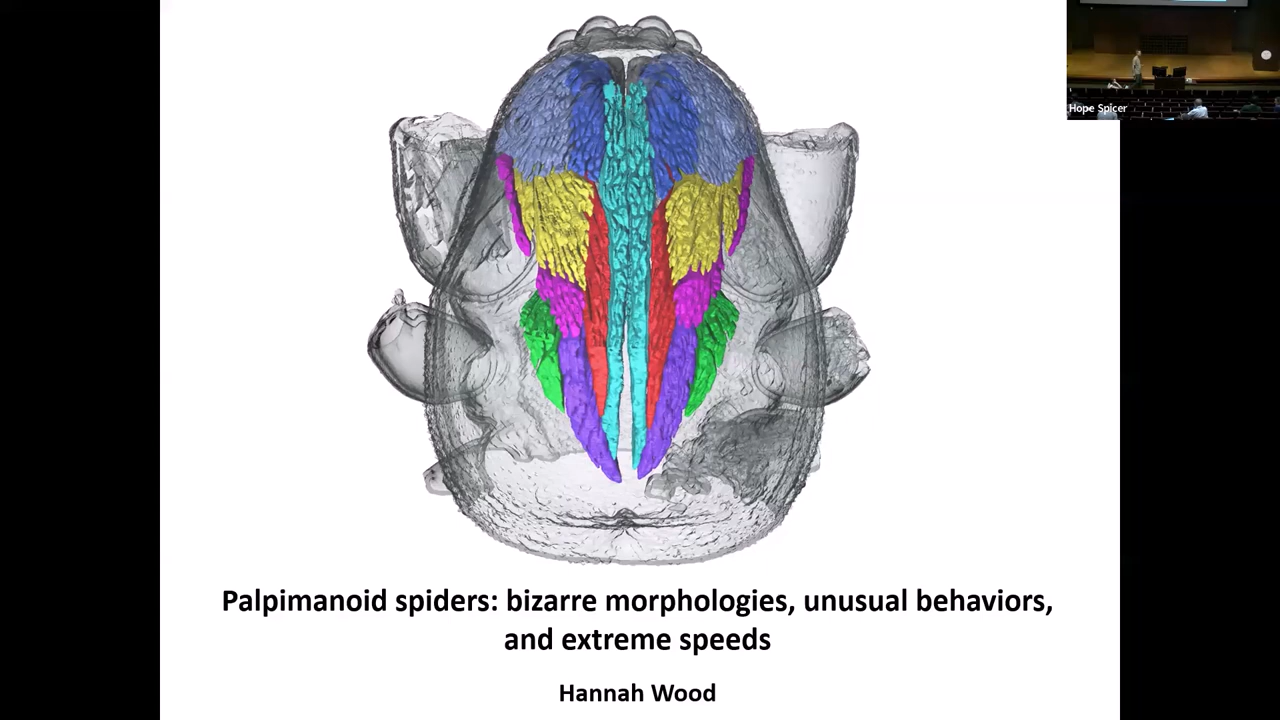 Hope Spicer
Palpimanoid spiders: bizarre morphologies, unusual behaviors,
and extreme speeds
Hannah Wood